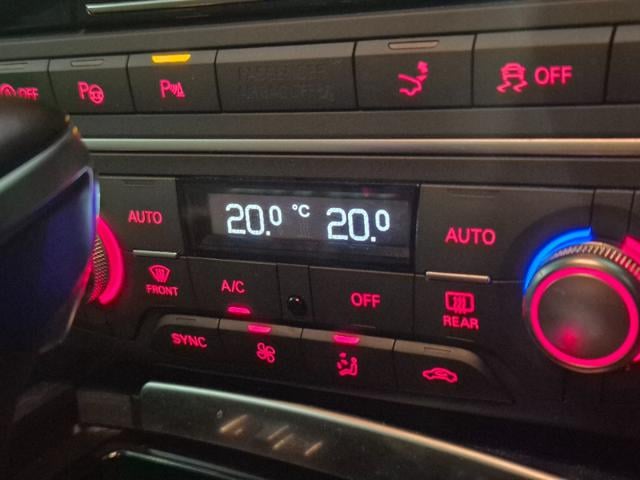 OFF
P
P
OFF
AUTO
20.0 °C 20.0
AUTO
FRONT
A/C
OFF
REAR
SYNC